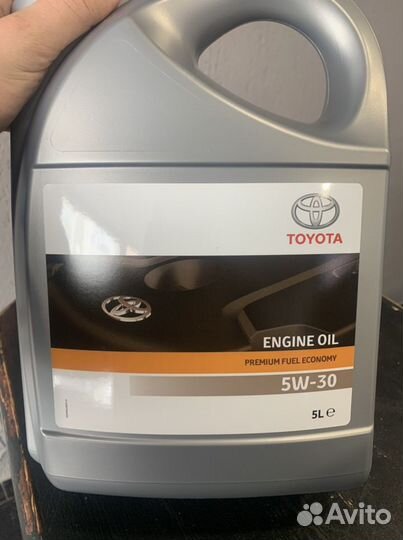 TOYOTA
ENGINE OIL
PREMIUM FUEL ECONOMY
5W-30
5L e
Avito